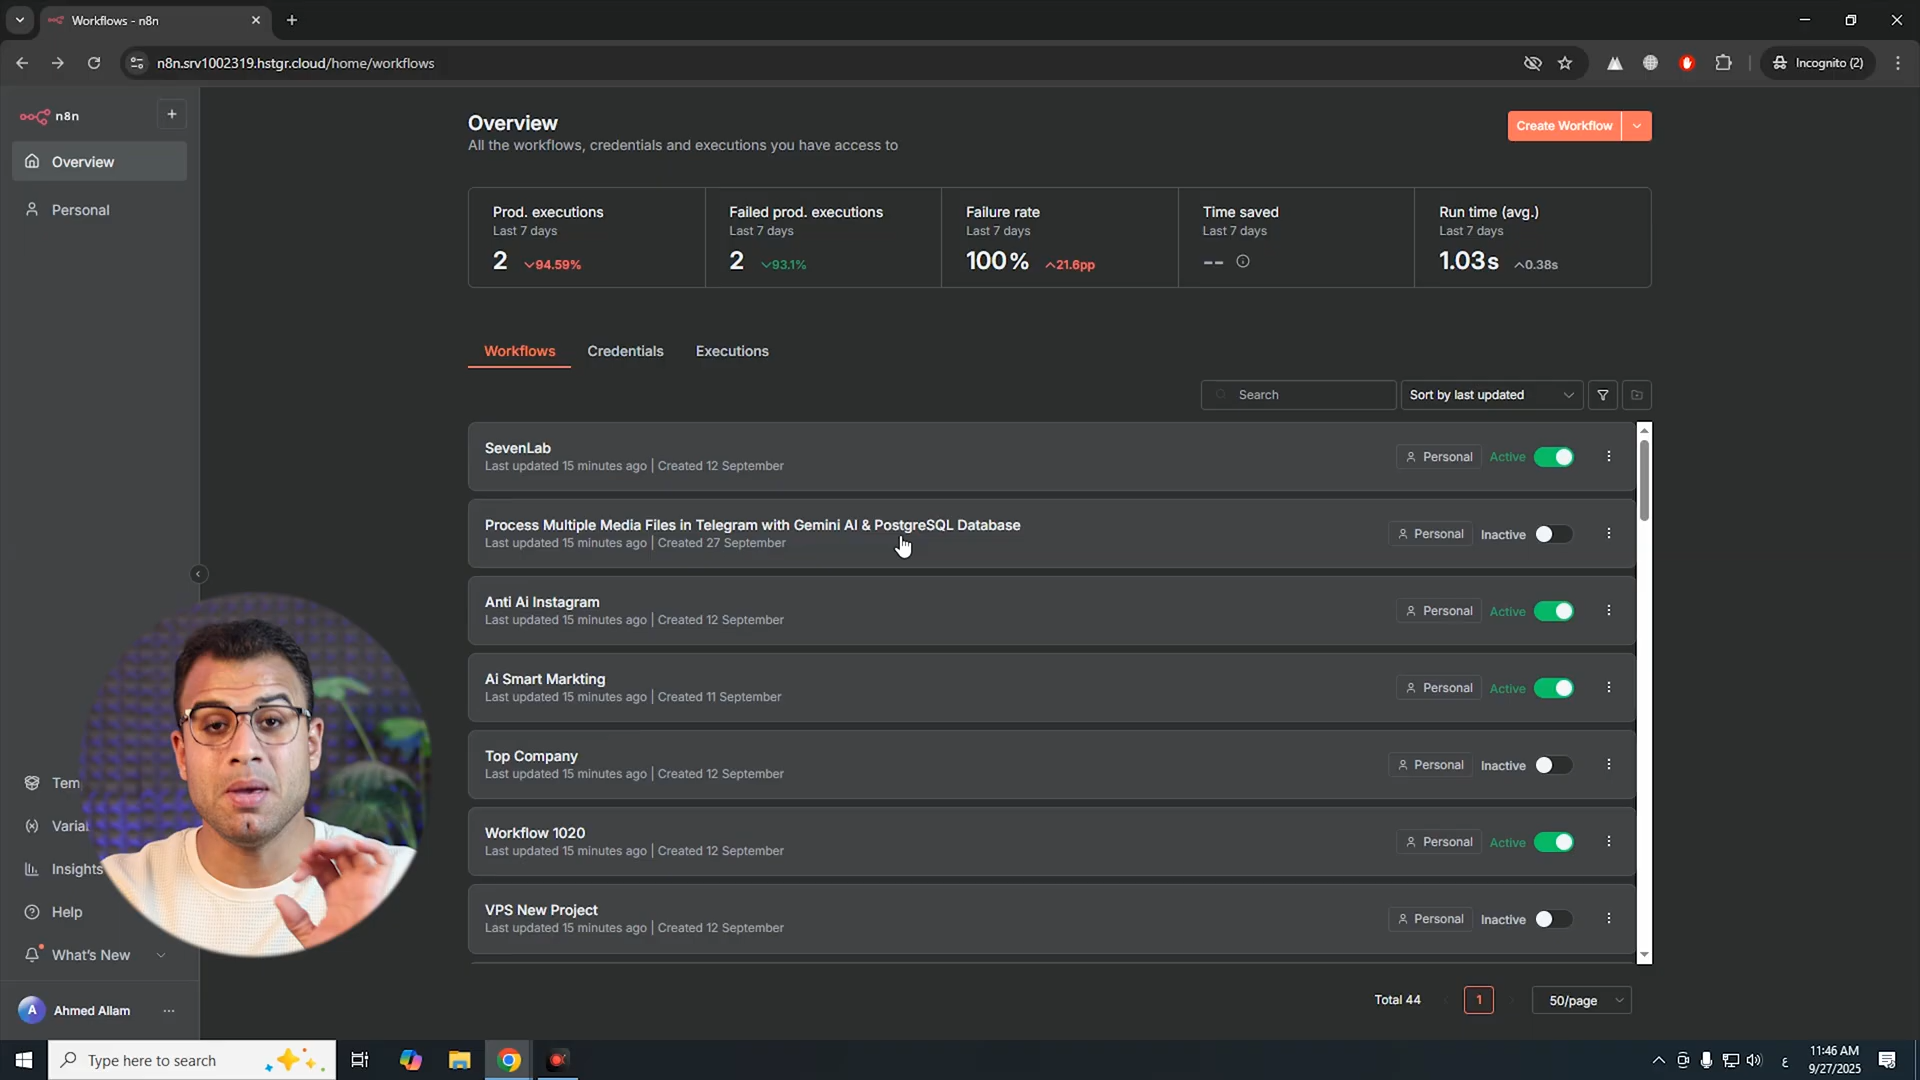 Workflows - n8n
n8n.srv1002319.hstgr.cloud/home/workflows
Incognito (2)
n8n
Overview
Personal
Overview
All the workflows, credentials and executions you have access to
Create Workflow
Prod. executions
Last 7 days
2 94.59%
Failed prod. executions
Last 7 days
2 93.1%
Failure rate
Last 7 days
100% 21.6pp
Time saved
Last 7 days
--
Run time (avg.)
Last 7 days
1.03s 0.38s
Workflows Credentials Executions
Search
Sort by last updated
SevenLab
Last updated 15 minutes ago | Created 12 September
Personal Active
Process Multiple Media Files in Telegram with Gemini AI & PostgreSQL Database
Last updated 15 minutes ago | Created 27 September
Personal Inactive
Anti Ai Instagram
Last updated 15 minutes ago | Created 12 September
Personal Active
Ai Smart Markting
Last updated 15 minutes ago | Created 11 September
Personal Active
Top Company
Last updated 15 minutes ago | Created 12 September
Personal Inactive
Workflow 1020
Last updated 15 minutes ago | Created 12 September
Personal Active
VPS New Project
Last updated 15 minutes ago | Created 12 September
Personal Inactive
Total 44
1
50/page
Insights
Help
What's New
A
Ahmed Allam
Type here to search
ع
11:46 AM
9/27/2025